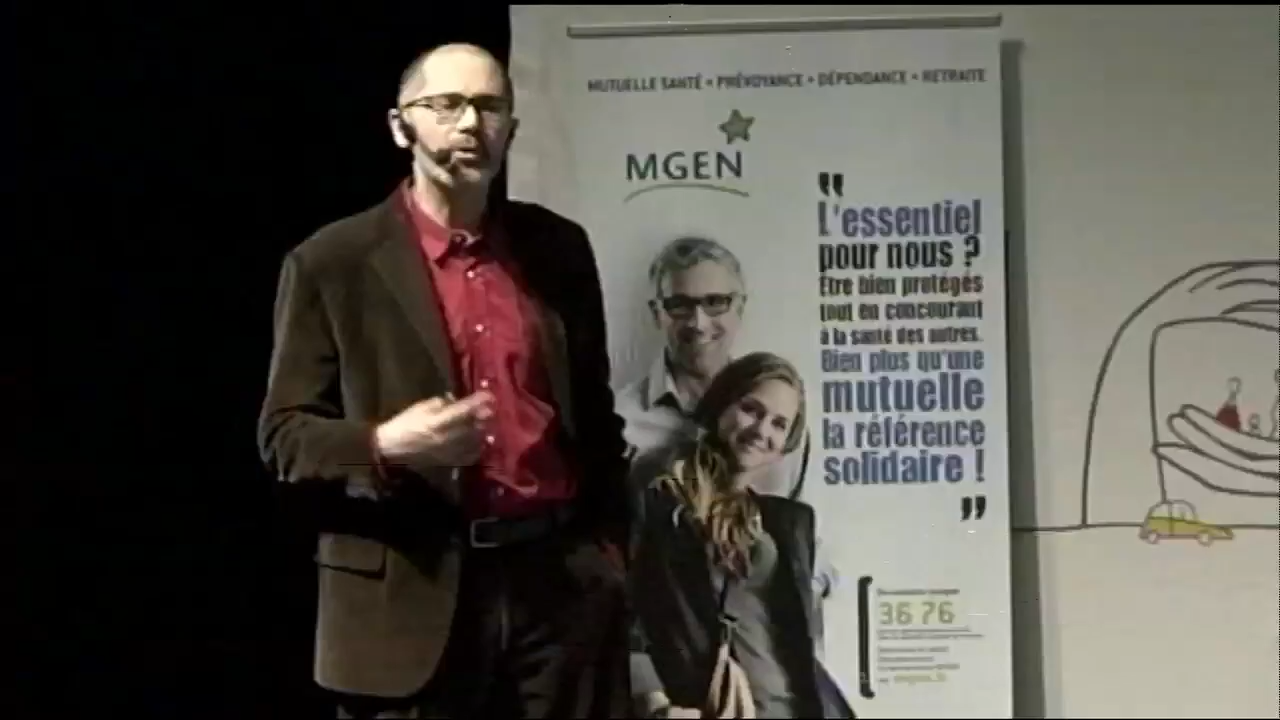 MUTUELLE SANTÉ • PRÉVOYANCE • DÉPENDANCE • RETRAITE
MGEN
"
L'essentiel
pour nous ?
Etre bien protégés
tout en concourant
à la santé des autres.
Bien plus qu'une
mutuelle
la référence
solidaire !
"
36 76